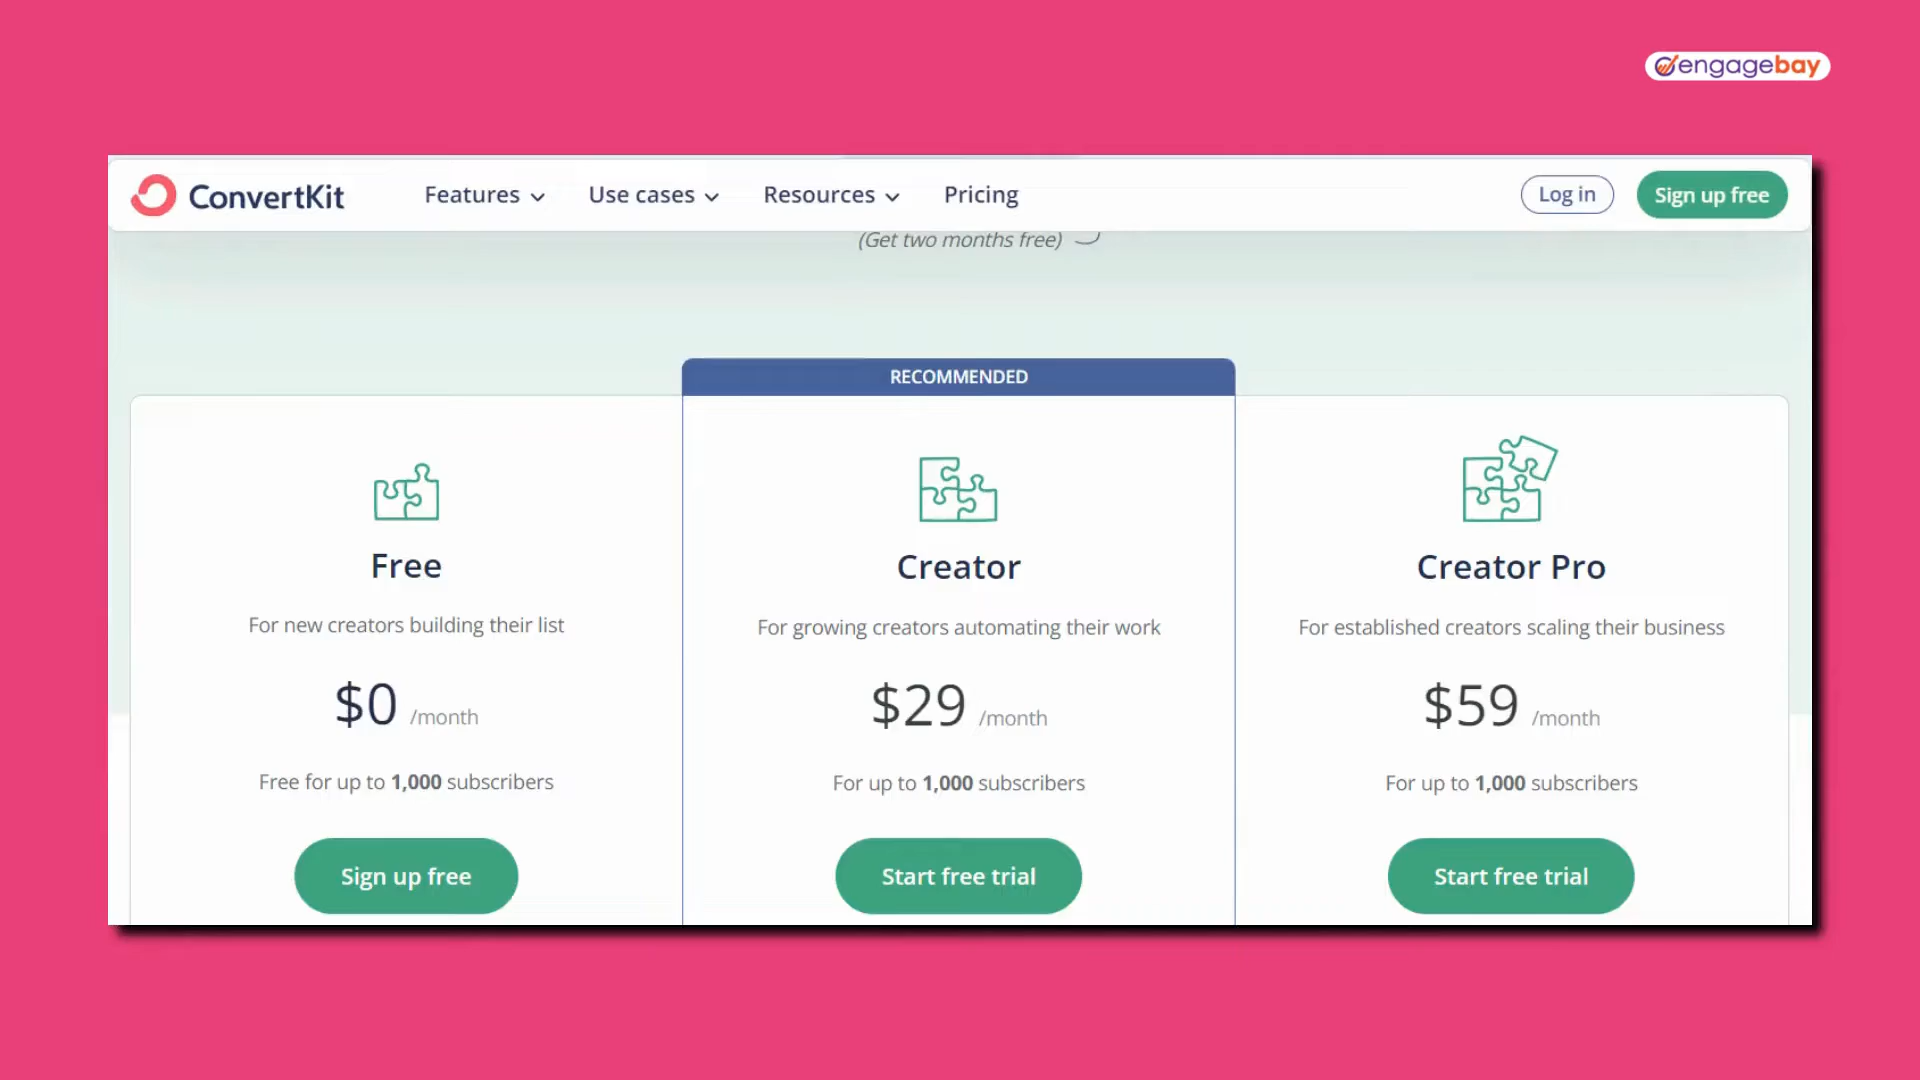 engagebay
ConvertKit
Features
Use cases
Resources
Pricing
Log in
Sign up free
(Get two months free)
RECOMMENDED
Free
For new creators building their list
$0 /month
Free for up to 1,000 subscribers
Sign up free
Creator
For growing creators automating their work
$29 /month
For up to 1,000 subscribers
Start free trial
Creator Pro
For established creators scaling their business
$59 /month
For up to 1,000 subscribers
Start free trial